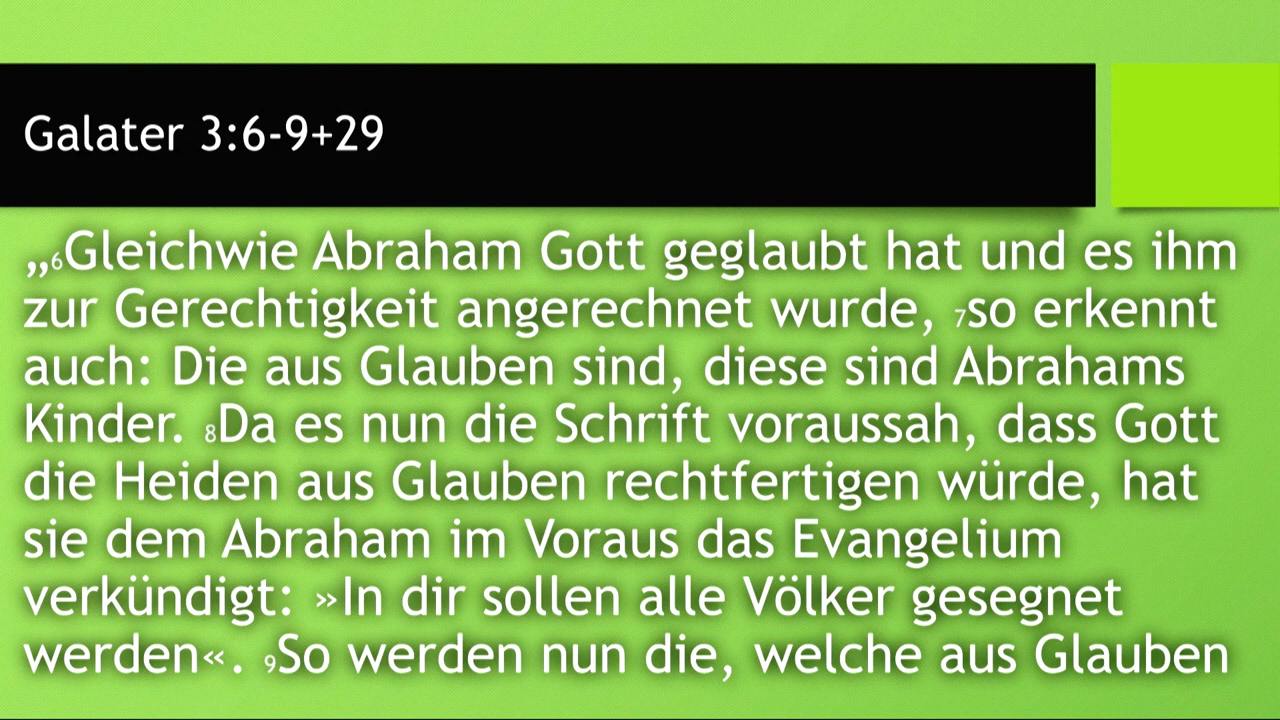 Galater 3:6-9+29
„6Gleichwie Abraham Gott geglaubt hat und es ihm
zur Gerechtigkeit angerechnet wurde, 7so erkennt
auch: Die aus Glauben sind, diese sind Abrahams
Kinder. 8Da es nun die Schrift voraussah, dass Gott
die Heiden aus Glauben rechtfertigen würde, hat
sie dem Abraham im Voraus das Evangelium
verkündigt: »In dir sollen alle Völker gesegnet
werden«. 9So werden nun die, welche aus Glauben